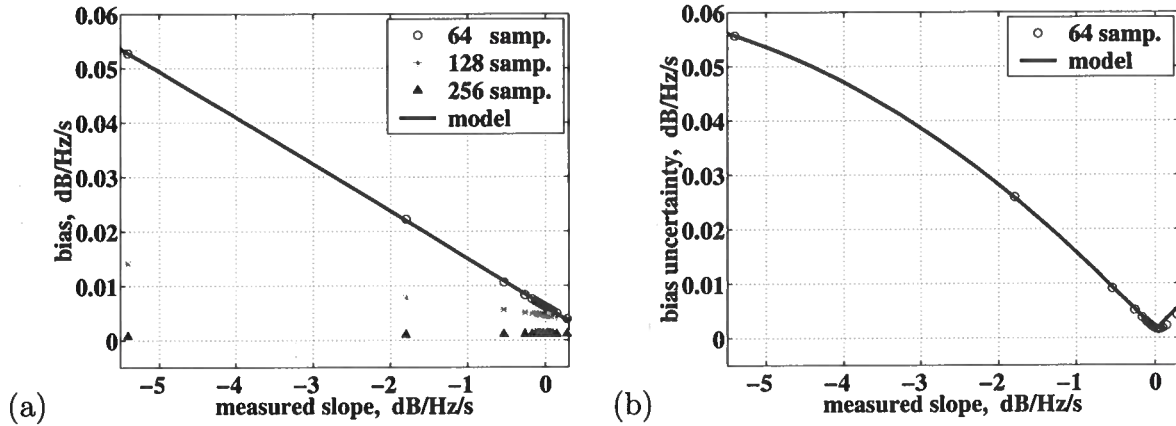 0.06
0.05
0.04
0.03
0.02
0.01
0
bias, dB/Hz/s
64 samp.
128 samp.
256 samp.
model
−5
−4
−3
−2
−1
0
measured slope, dB/Hz/s
(a)
0.06
0.05
0.04
0.03
0.02
0.01
0
bias uncertainty, dB/Hz/s
64 samp.
model
−5
−4
−3
−2
−1
0
measured slope, dB/Hz/s
(b)